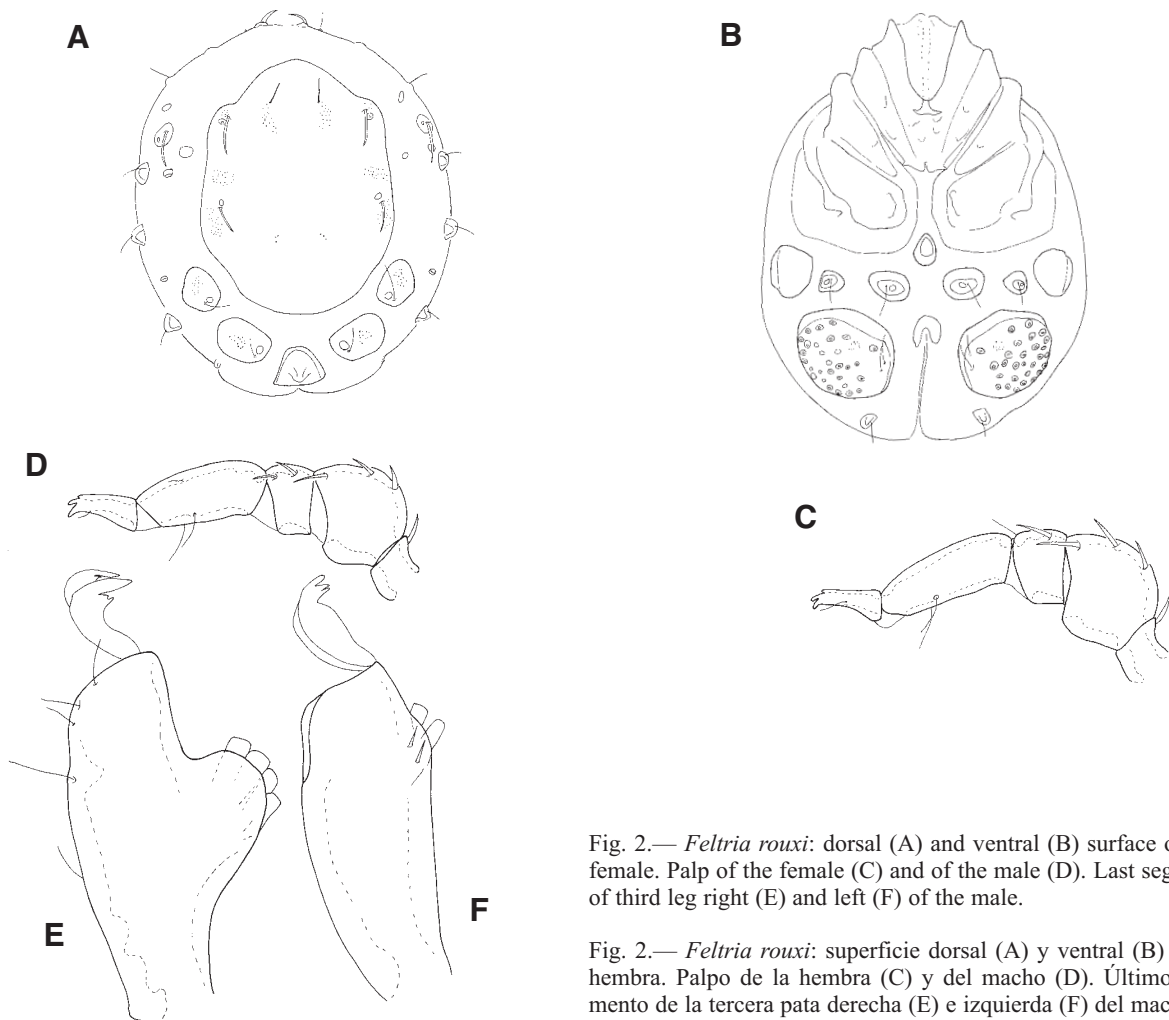 A
B
D
C
E
F
Fig. 2.— Feltria rouxi: dorsal (A) and ventral (B) surface
female. Palp of the female (C) and of the male (D). Last
of third leg right (E) and left (F) of the male.
Fig. 2.— Feltria rouxi: superficie dorsal (A) y ventral (B)
hembra. Palpo de la hembra (C) y del macho (D). Último
mento de la tercera pata derecha (E) e izquierda (F) del